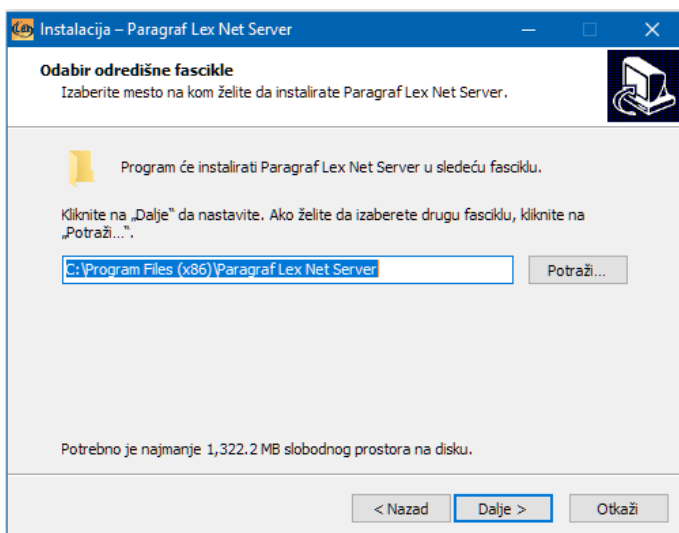 Instalacija – Paragraf Lex Net Server
Odabir odredišne fascikle
Izaberite mesto na kom želite da instalirate Paragraf Lex Net Server.
Program će instalirati Paragraf Lex Net Server u sledeću fasciklu.
Kliknite na „Dalje“ da nastavite. Ako želite da izaberete drugu fasciklu, kliknite na
„Potraži...“.
C:\Program Files (x86)\Paragraf Lex Net Server
Potraži...
Potrebno je najmanje 1,322.2 MB slobodnog prostora na disku.
< Nazad
Dalje >
Otkaži